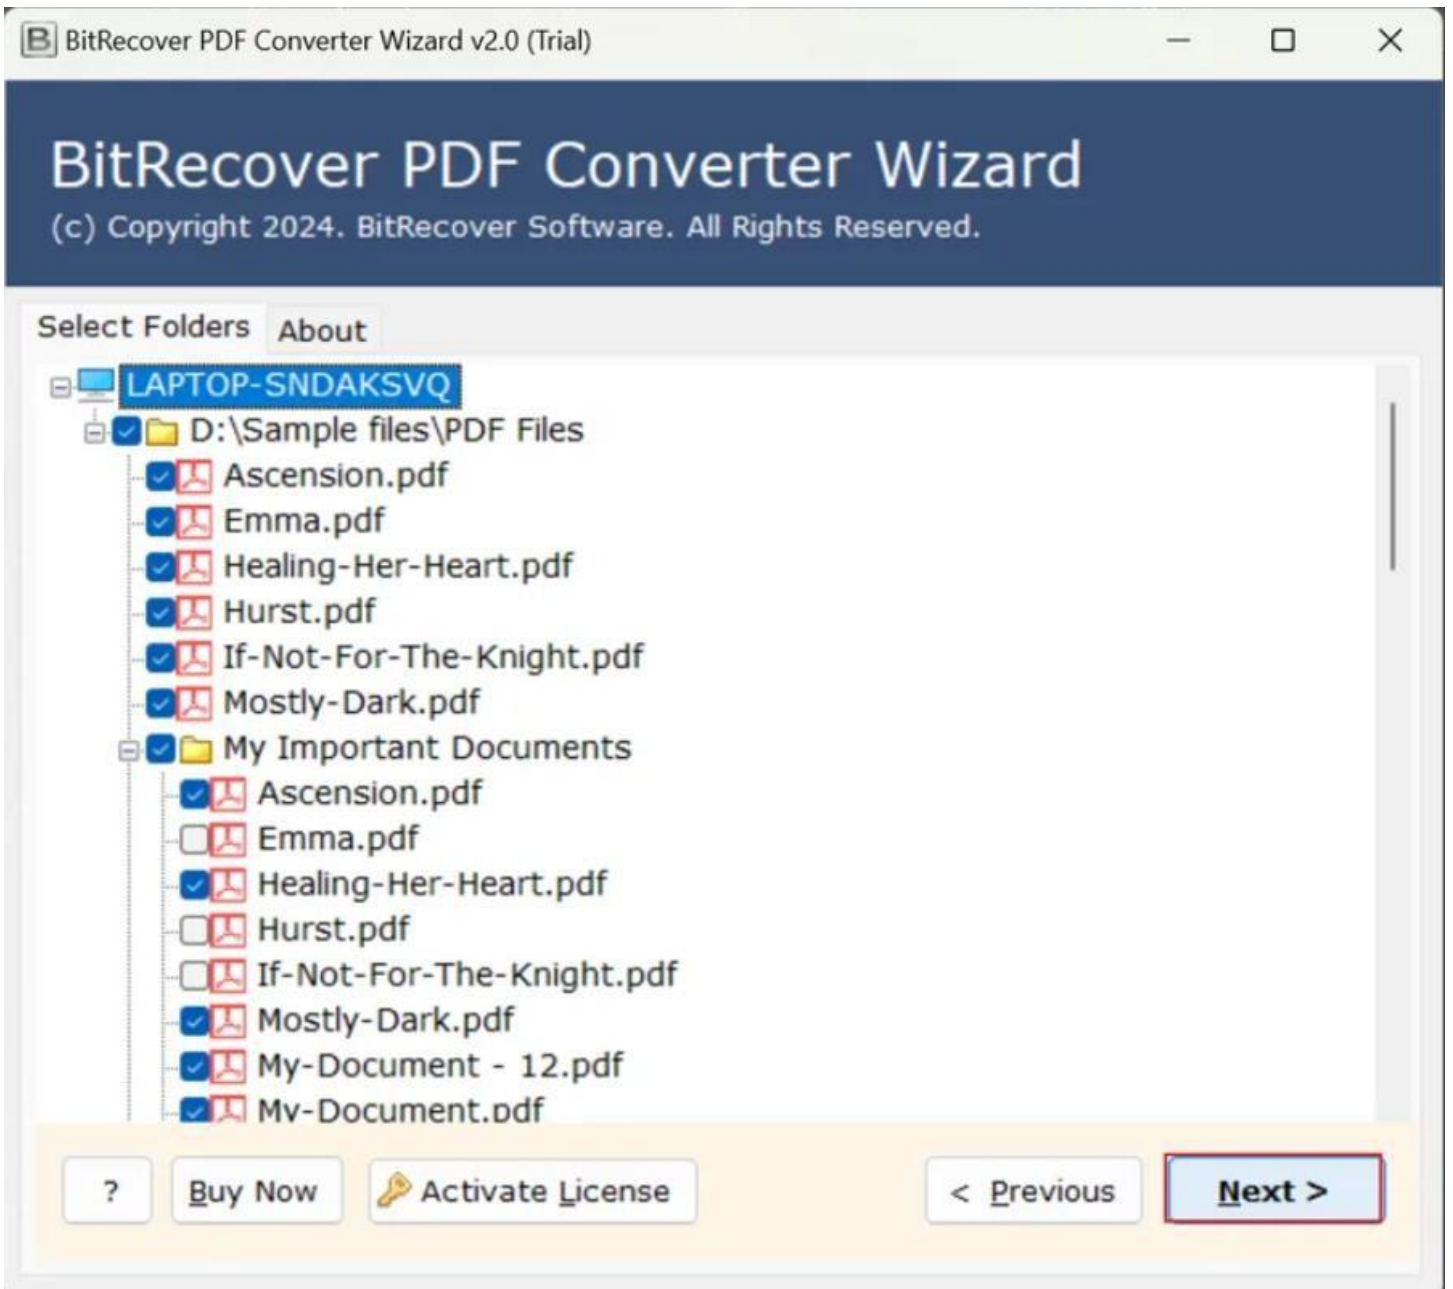 BitRecover PDF Converter Wizard v2.0 (Trial)
BitRecover PDF Converter Wizard
(c) Copyright 2024. BitRecover Software. All Rights Reserved.
Select Folders About
LAPTOP-SNDAKSVQ
D:\Sample files\PDF Files
Ascension.pdf
Emma.pdf
Healing-Her-Heart.pdf
Hurst.pdf
If-Not-For-The-Knight.pdf
Mostly-Dark.pdf
My Important Documents
Ascension.pdf
Emma.pdf
Healing-Her-Heart.pdf
Hurst.pdf
If-Not-For-The-Knight.pdf
Mostly-Dark.pdf
My-Document - 12.pdf
My-Document.pdf
? Buy Now Activate License < Previous Next >